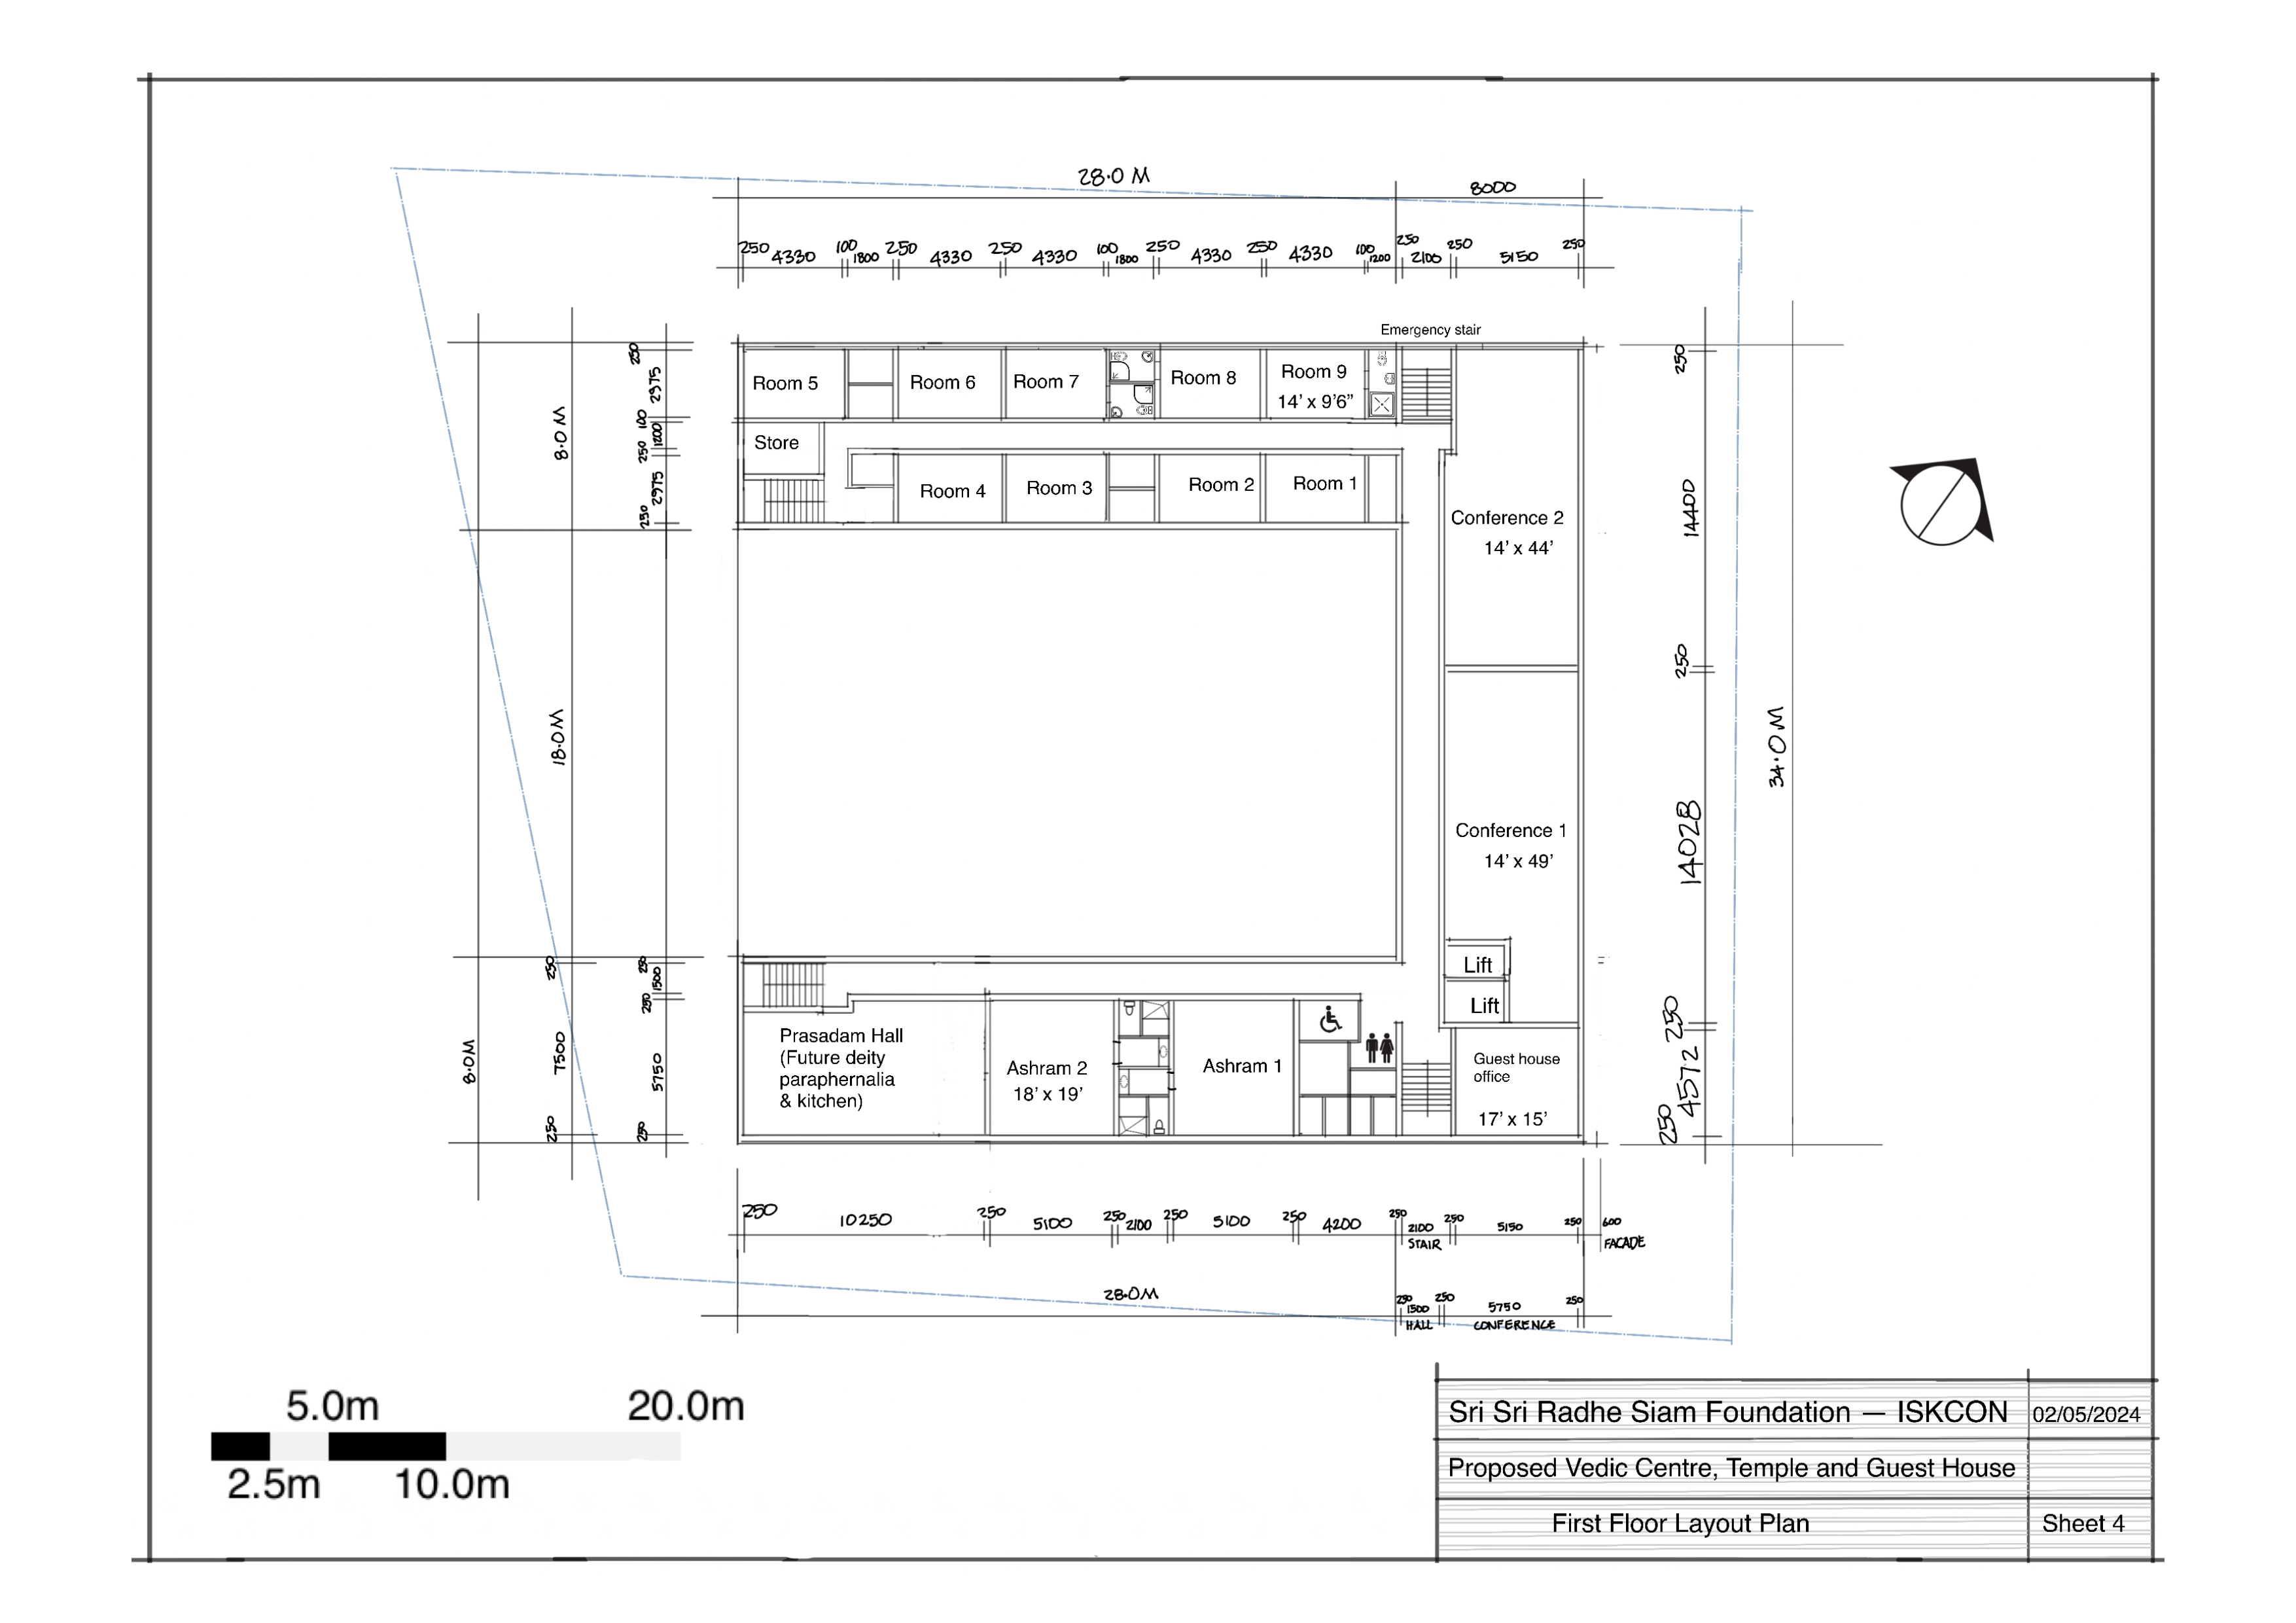 28.0 M
8000
250 4330 100 1800 250 4330 250 4330 100 1800 250 4330 250 4330 100 1200 250 2100 250 5150 250
Emergency stair
Room 5
Room 6
Room 7
Room 8
Room 9
14’ x 9’6”
Store
Room 4
Room 3
Room 2
Room 1
Conference 2
14’ x 44’
Conference 1
14’ x 49’
Lift
Lift
Prasadam Hall
(Future deity
paraphernalia
& kitchen)
Ashram 2
18’ x 19’
Ashram 1
Guest house
office
17’ x 15’
8.0 M
18.0M
8.0M
250
7500
250
250
2975
100
1200
250
2975
250
250
1500
250
5750
250
250
14400
250
14028
250
4572
250
34.0M
250 10250 250 5100 250 2100 250 5100 250 4200 250 2100 250 5150 250 600
STAIR
FACADE
28.0M
250 1500 250 5750 250
HALL
CONFERENCE
5.0m
20.0m
2.5m
10.0m
Sri Sri Radhe Siam Foundation — ISKCON
02/05/2024
Proposed Vedic Centre, Temple and Guest House
First Floor Layout Plan
Sheet 4